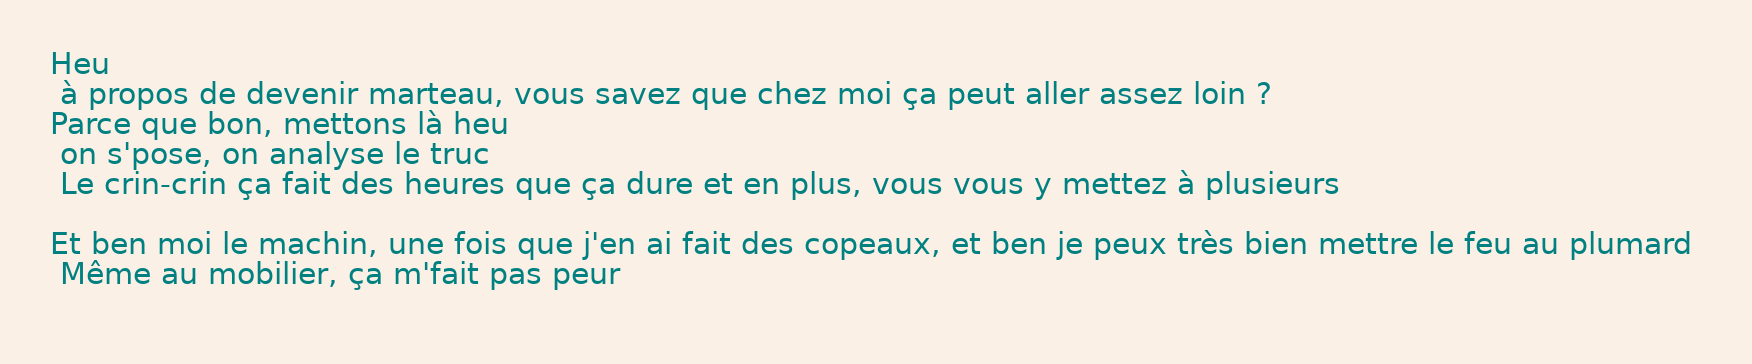 Heu
à propos de devenir marteau, vous savez que chez moi ça peut aller assez loin ?
Parce que bon, mettons là heu
on s'pose, on analyse le truc
Le crin-crin ça fait des heures que ça dure et en plus, vous vous y mettez à plusieurs
Et ben moi le machin, une fois que j'en ai fait des copeaux, et ben je peux très bien mettre le feu au plumard
Même au mobilier, ça m'fait pas peur